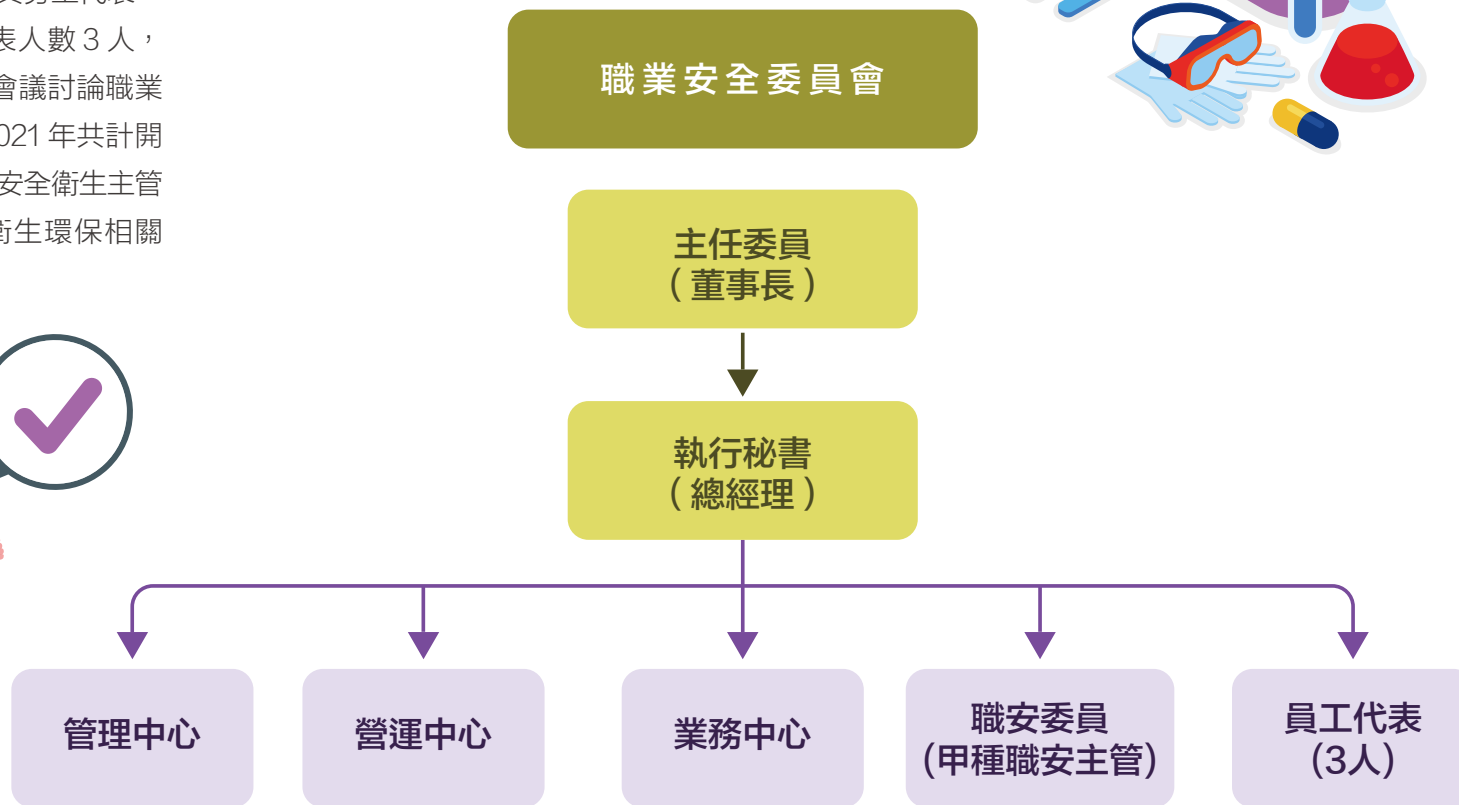 表人數 3 人，
會議討論職業
021 年共計開
安全衛生主管
衛生環保相關
職業安全委員會
主任委員
（董事長）
執行秘書
（總經理）
管理中心
營運中心
業務中心
職安委員
(甲種職安主管)
員工代表
(3人)